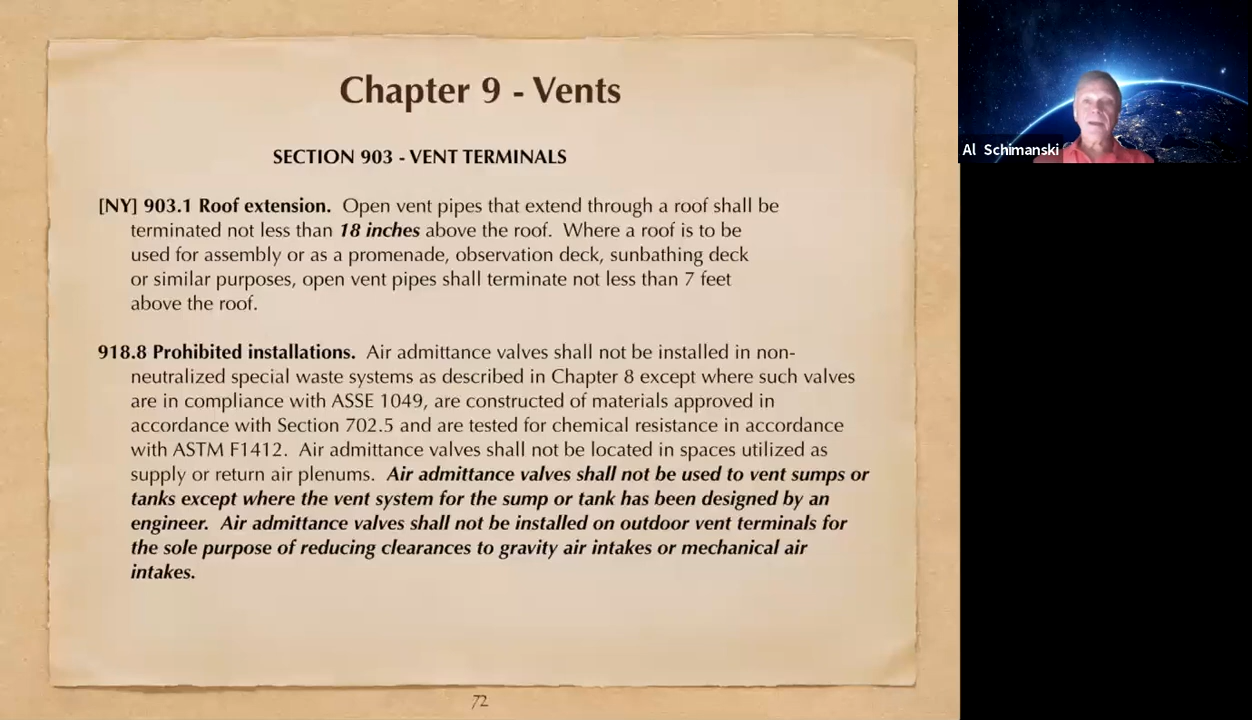 Chapter 9 - Vents
SECTION 903 - VENT TERMINALS
[NY] 903.1 Roof extension. Open vent pipes that extend through a roof shall be
terminated not less than 18 inches above the roof. Where a roof is to be
used for assembly or as a promenade, observation deck, sunbathing deck
or similar purposes, open vent pipes shall terminate not less than 7 feet
above the roof.
918.8 Prohibited installations. Air admittance valves shall not be installed in non-
neutralized special waste systems as described in Chapter 8 except where such valves
are in compliance with ASSE 1049, are constructed of materials approved in
accordance with Section 702.5 and are tested for chemical resistance in accordance
with ASTM F1412. Air admittance valves shall not be located in spaces utilized as
supply or return air plenums. Air admittance valves shall not be used to vent sumps or
tanks except where the vent system for the sump or tank has been designed by an
engineer. Air admittance valves shall not be installed on outdoor vent terminals for
the sole purpose of reducing clearances to gravity air intakes or mechanical air
intakes.
72
Al Schimanski